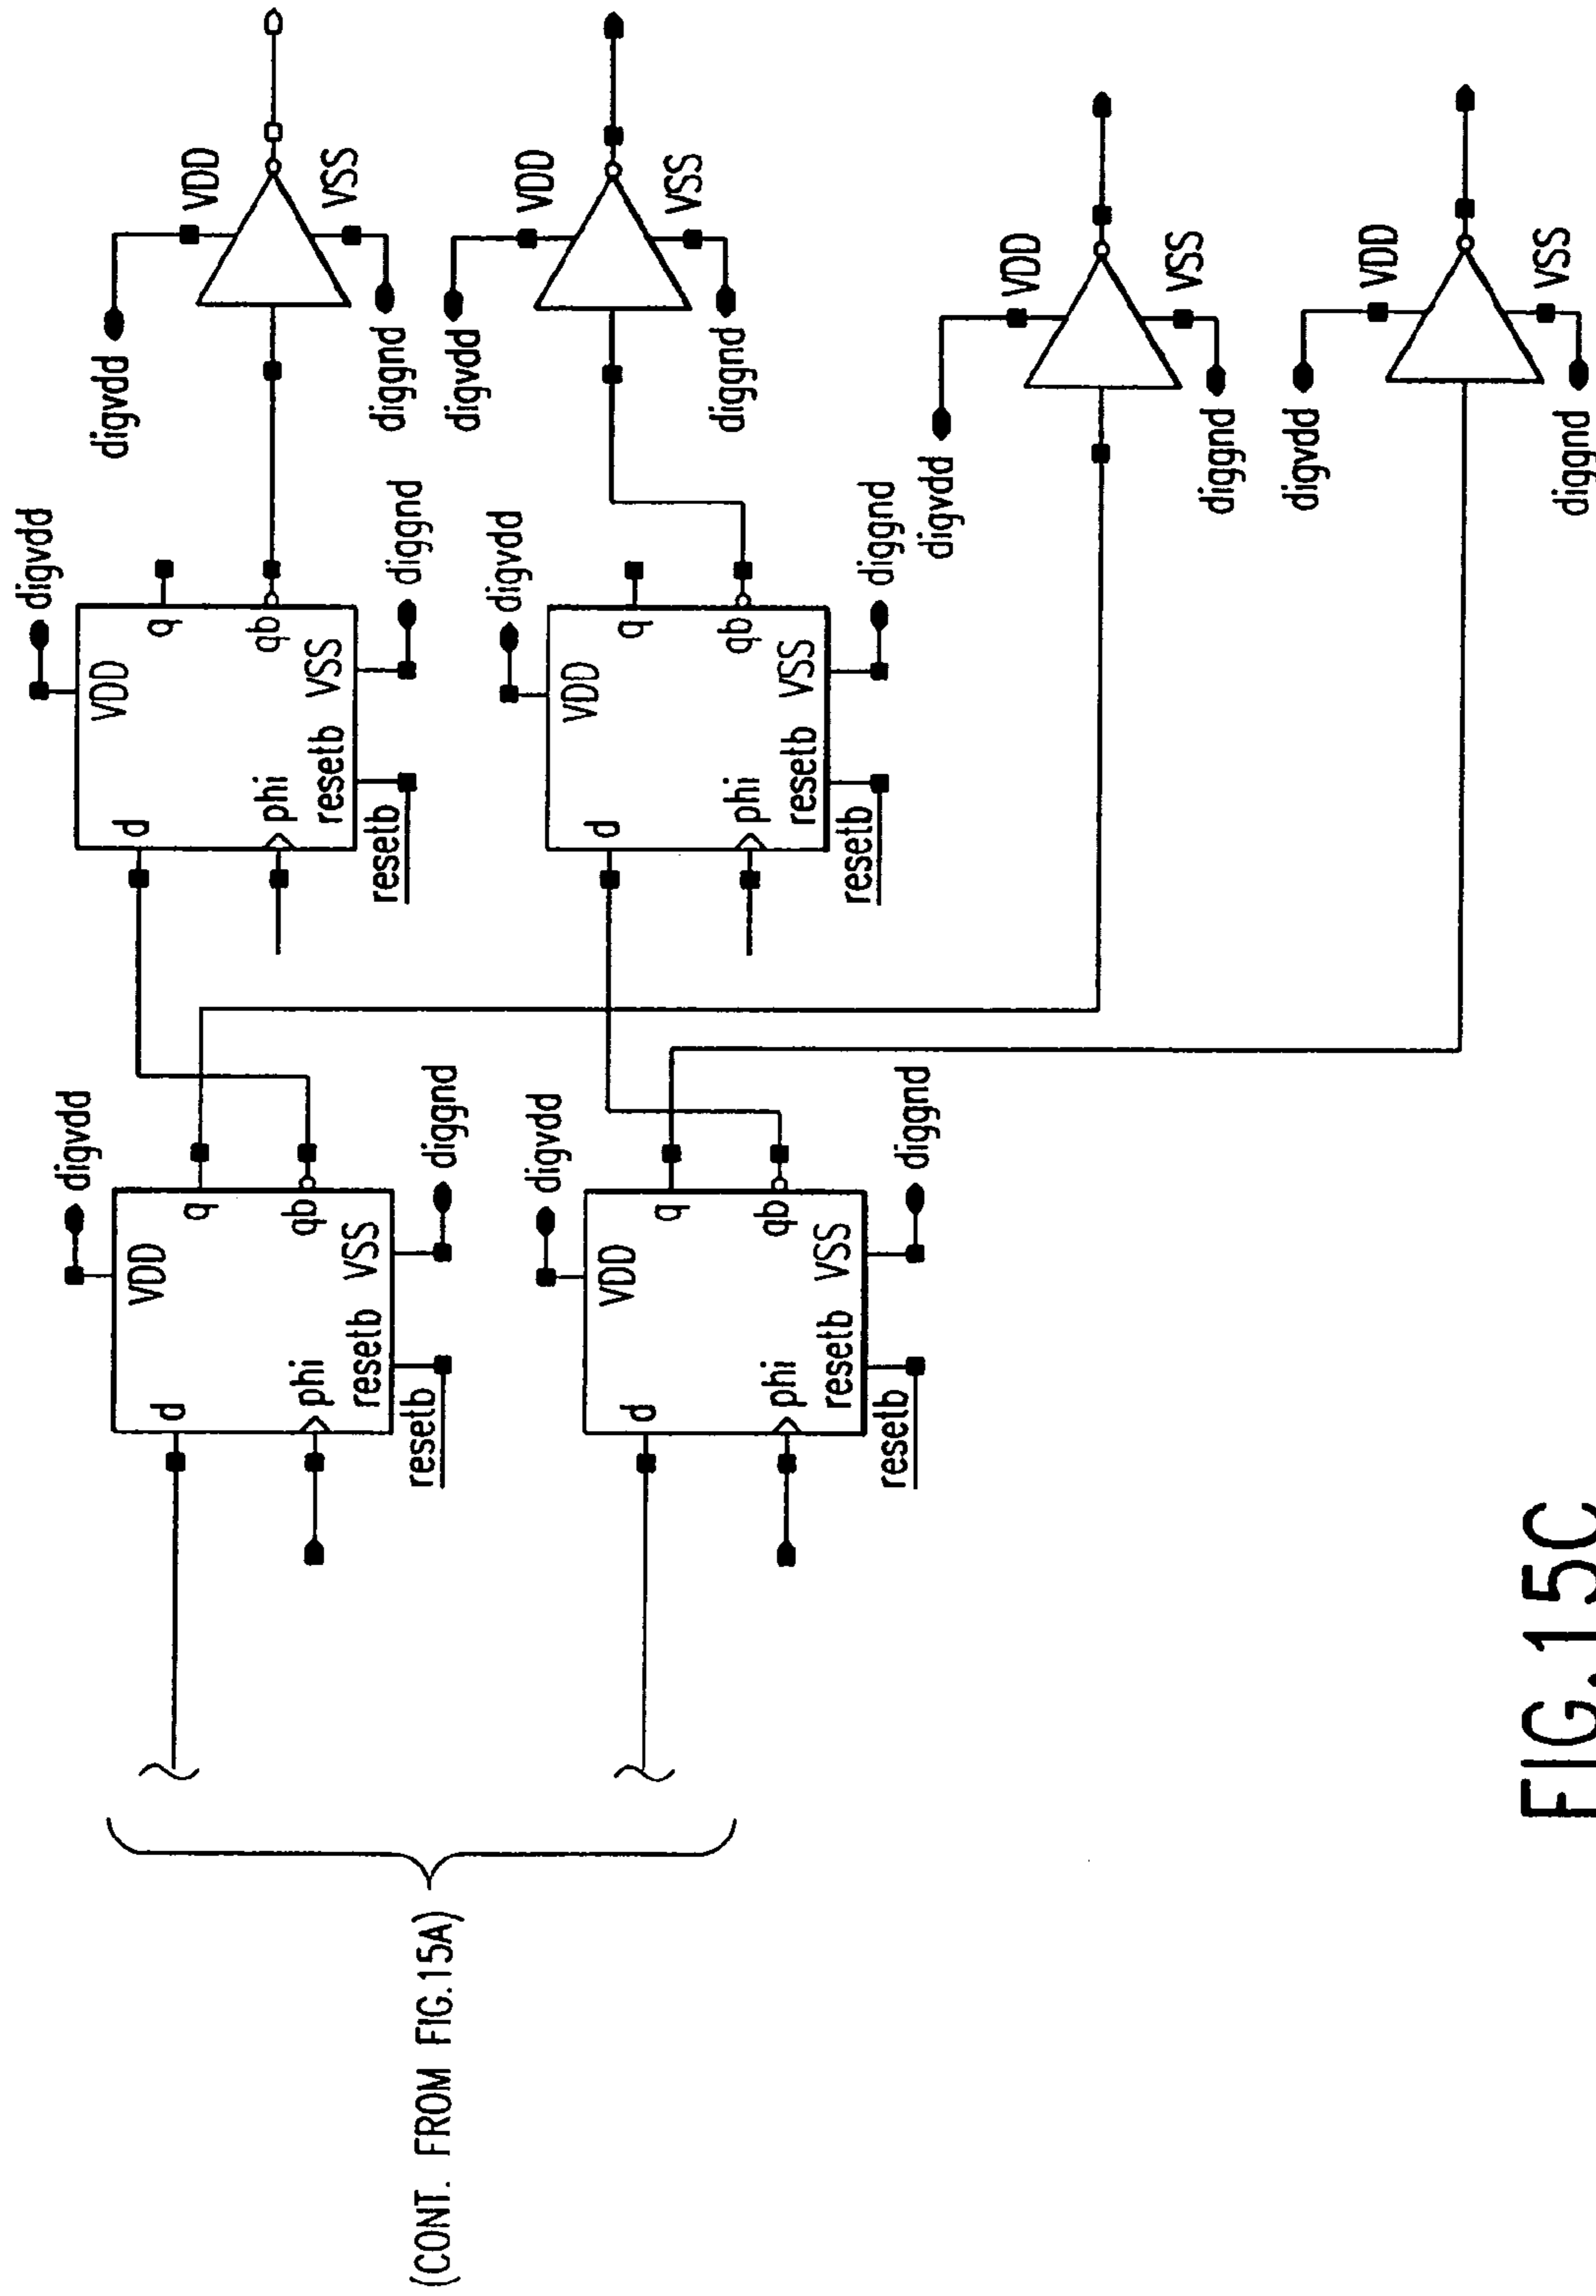 digvdd
VDD
d
q
phi
qb
resetb
VSS
resetb
diggnd
digvdd
VDD
d
q
phi
qb
resetb
VSS
resetb
diggnd
digvdd
VDD
VSS
diggnd
(CONT. FROM FIG.15A)
digvdd
VDD
d
q
phi
qb
resetb
VSS
resetb
diggnd
digvdd
VDD
d
q
phi
qb
resetb
VSS
resetb
diggnd
digvdd
VDD
VSS
diggnd
digvdd
VDD
VSS
diggnd
digvdd
VDD
VSS
diggnd
FIG.15C